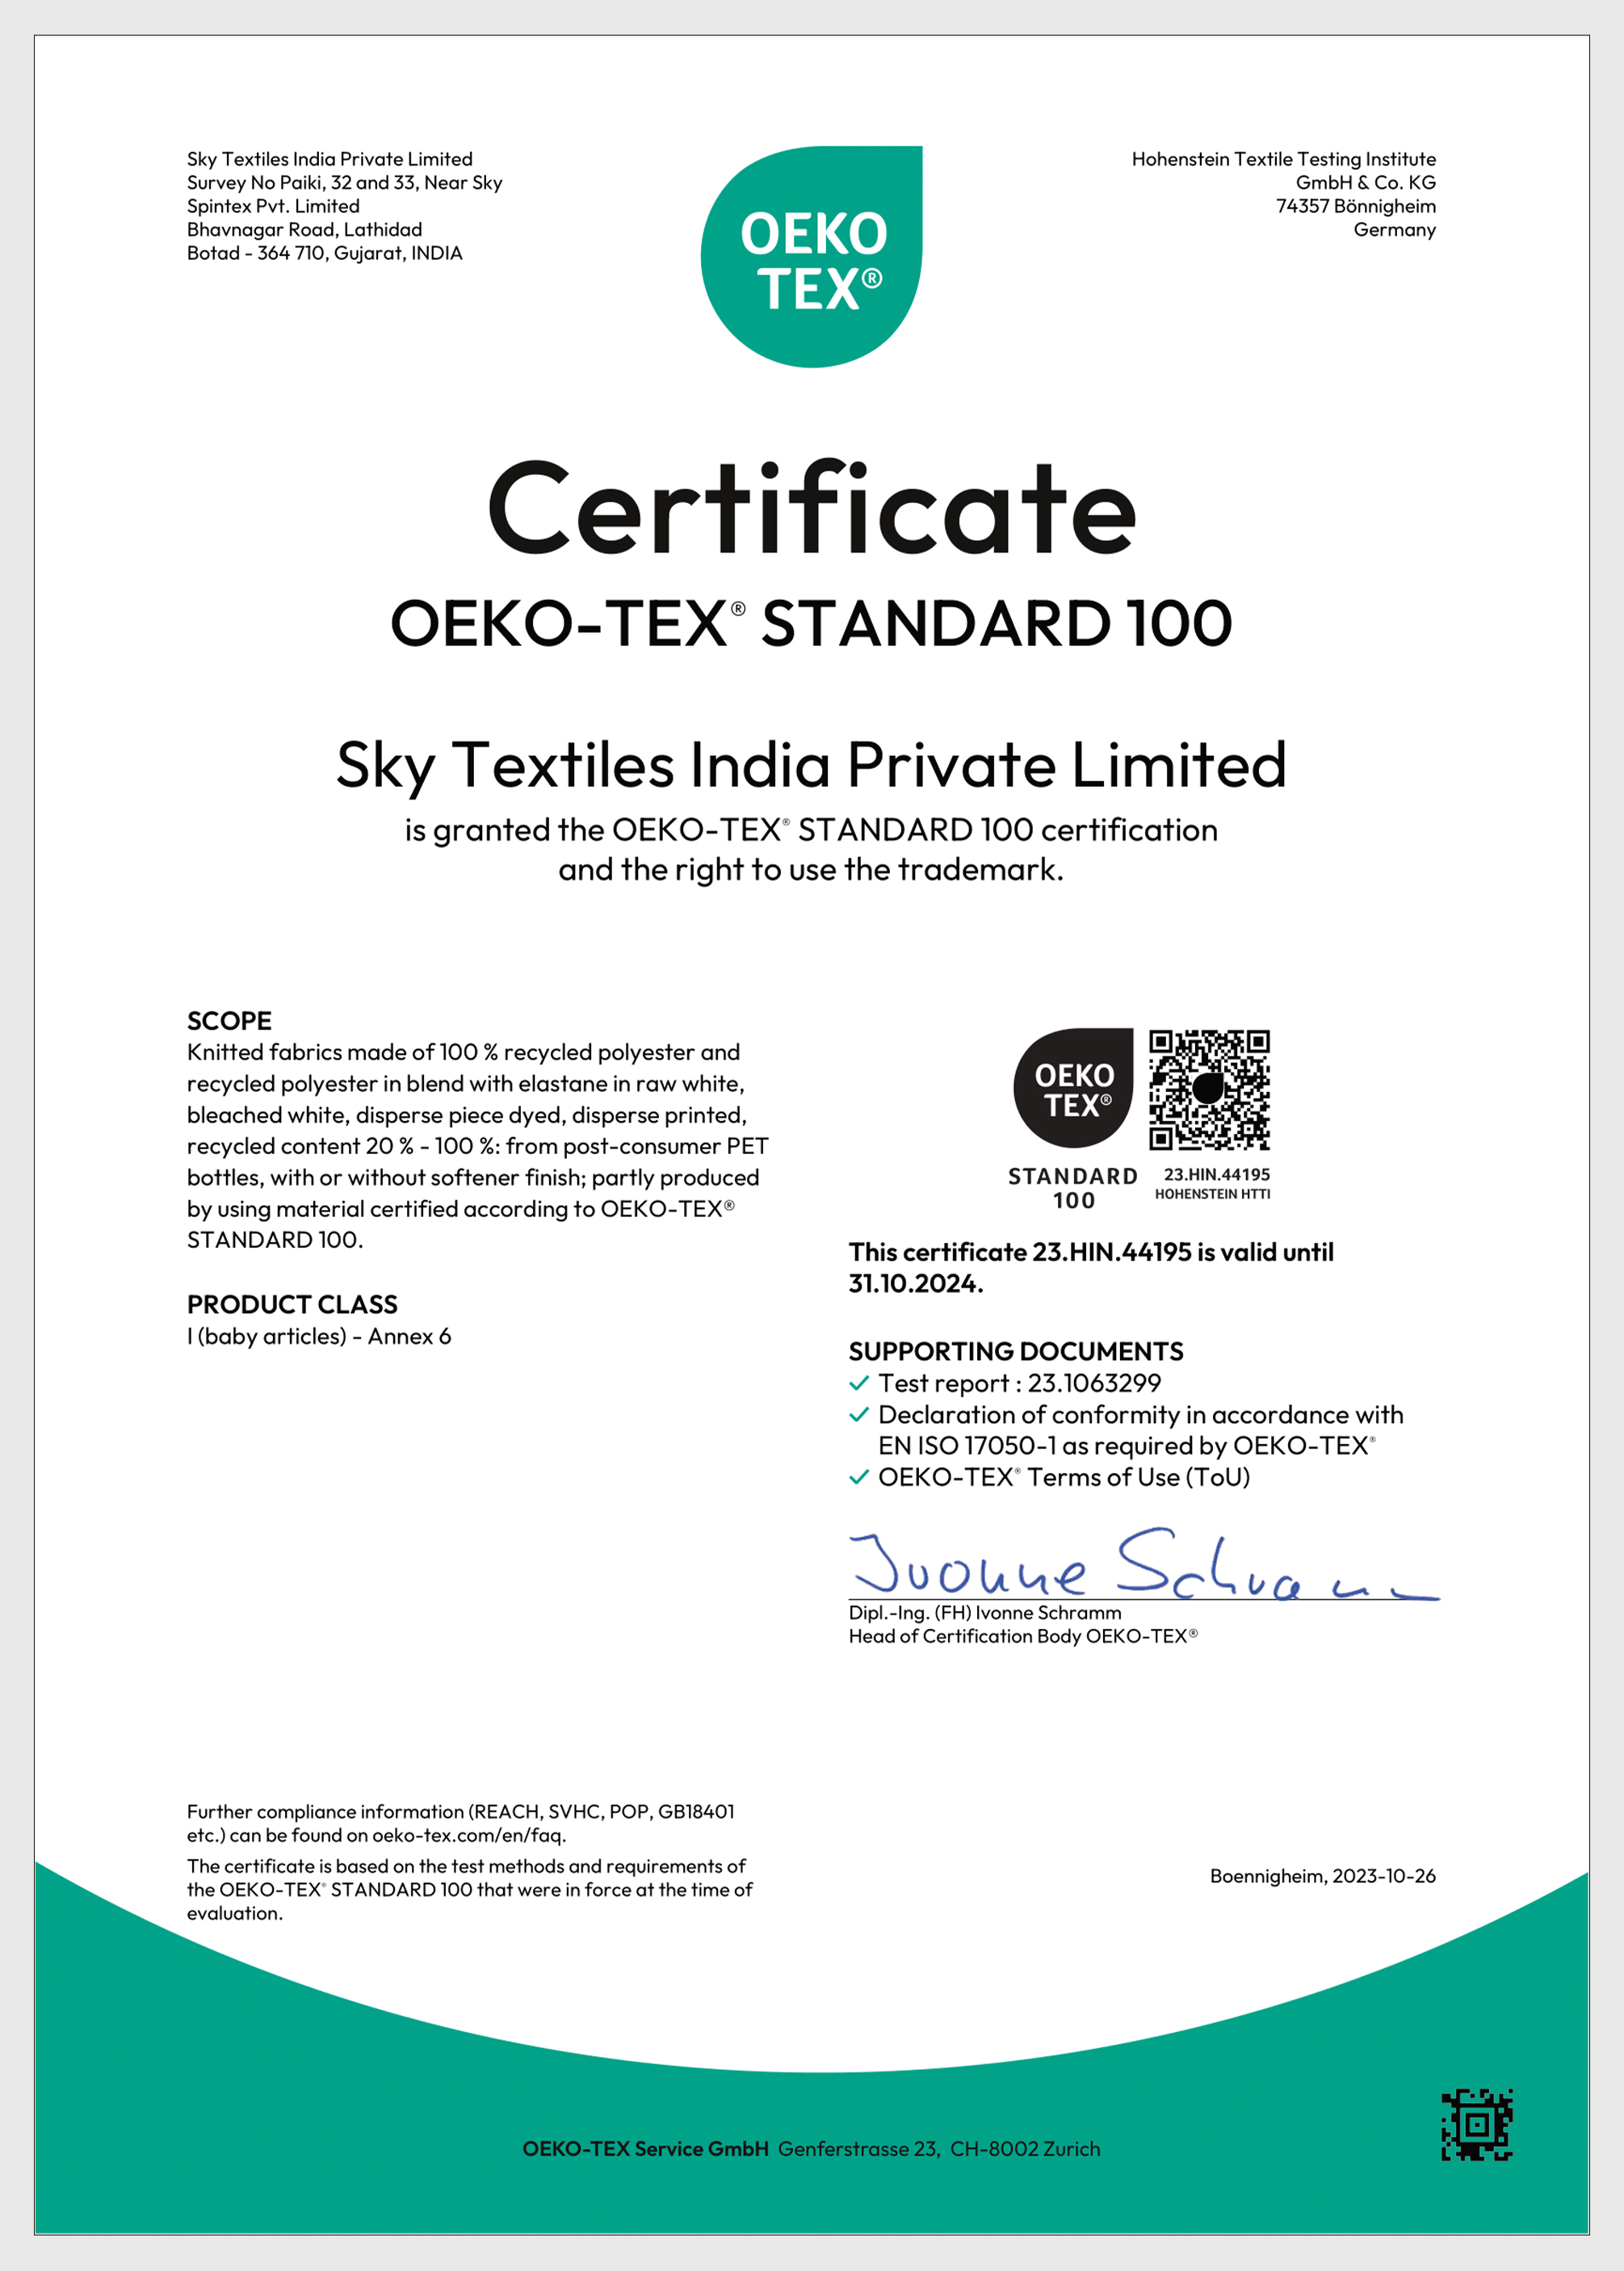 Sky Textiles India Private Limited
Survey No Paiki, 32 and 33, Near Sky
Spintex Pvt. Limited
Bhavnagar Road, Lathidad
Botad - 364 710, Gujarat, INDIA
OEKO
TEX®
Hohenstein Textile Testing Institute
GmbH & Co. KG
74357 Bönnigheim
Germany
Certificate
OEKO-TEX® STANDARD 100
Sky Textiles India Private Limited
is granted the OEKO-TEX® STANDARD 100 certification
and the right to use the trademark.
SCOPE
Knitted fabrics made of 100 % recycled polyester and
recycled polyester in blend with elastane in raw white,
bleached white, disperse piece dyed, disperse printed,
recycled content 20 % - 100 %: from post-consumer PET
bottles, with or without softener finish; partly produced
by using material certified according to OEKO-TEX®
STANDARD 100.
PRODUCT CLASS
I (baby articles) - Annex 6
OEKO
TEX®
STANDARD
100
23.HIN.44195
HOHENSTEIN HTTI
This certificate 23.HIN.44195 is valid until
31.10.2024.
SUPPORTING DOCUMENTS
✓ Test report : 23.1063299
✓ Declaration of conformity in accordance with
EN ISO 17050-1 as required by OEKO-TEX®
✓ OEKO-TEX® Terms of Use (ToU)
Ivonne Schramm
Dipl.-Ing. (FH) Ivonne Schramm
Head of Certification Body OEKO-TEX®
Further compliance information (REACH, SVHC, POP, GB18401
etc.) can be found on oeko-tex.com/en/faq.
The certificate is based on the test methods and requirements of
the OEKO-TEX® STANDARD 100 that were in force at the time of
evaluation.
Boennigheim, 2023-10-26
OEKO-TEX Service GmbH Genferstrasse 23, CH-8002 Zurich